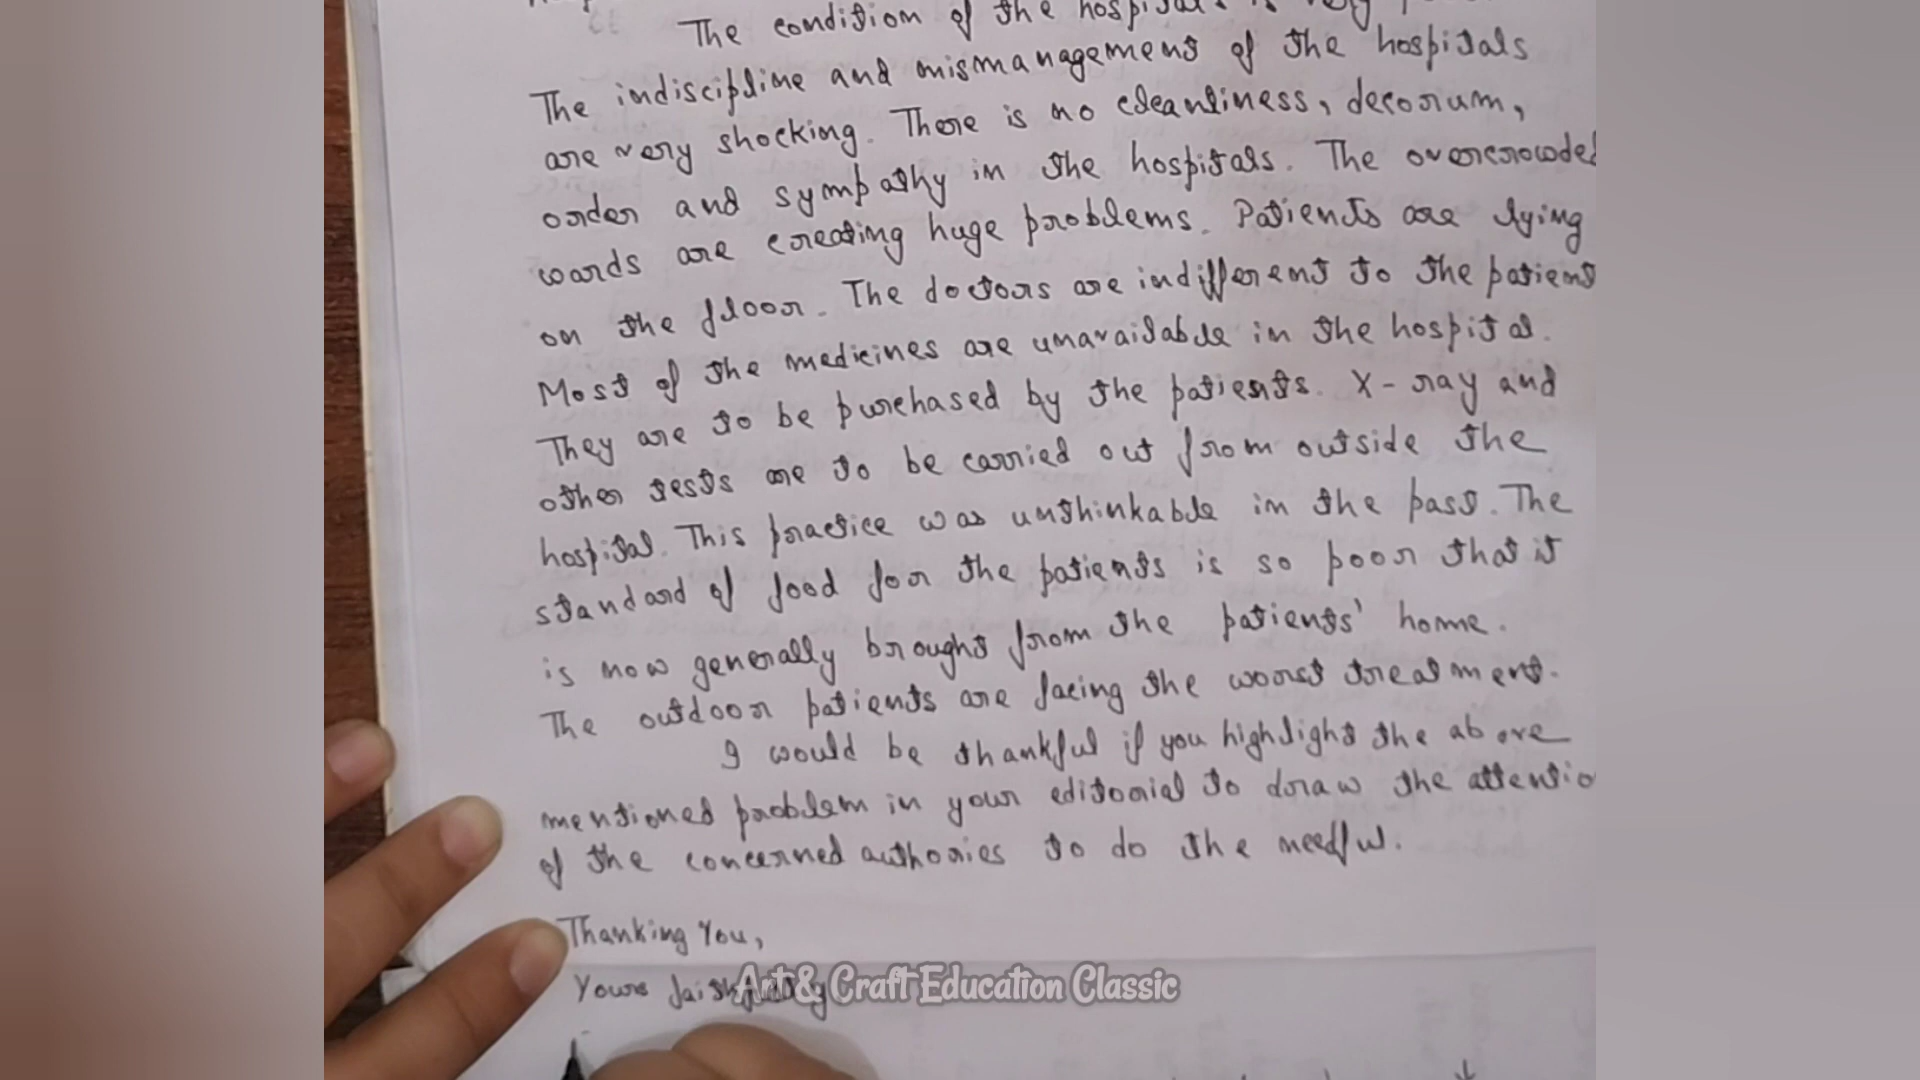 The condition of the hospitals is very
The indiscipline and mismanagement of the hospitals
are very shocking. There is no cleanliness, decorum,
order and sympathy in the hospitals. The overcrowded
wards are creating huge problems. Patients are lying
on the floor. The doctors are indifferent to the patient
Most of the medicines are unavailable in the hospital.
They are to be purchased by the patients. X-ray and
other tests are to be carried out from outside the
hospital. This practice was unthinkable in the past. The
standard of food for the patients is so poor that it
is now generally brought from the patients' home.
The outdoor patients are facing the worst treatment.
I would be thankful if you highlight the above
mentioned problem in your editorial to draw the attentio
of the concerned authories to do the needful.
Thanking You,
Yours faithfully
Art & Craft Education Classic